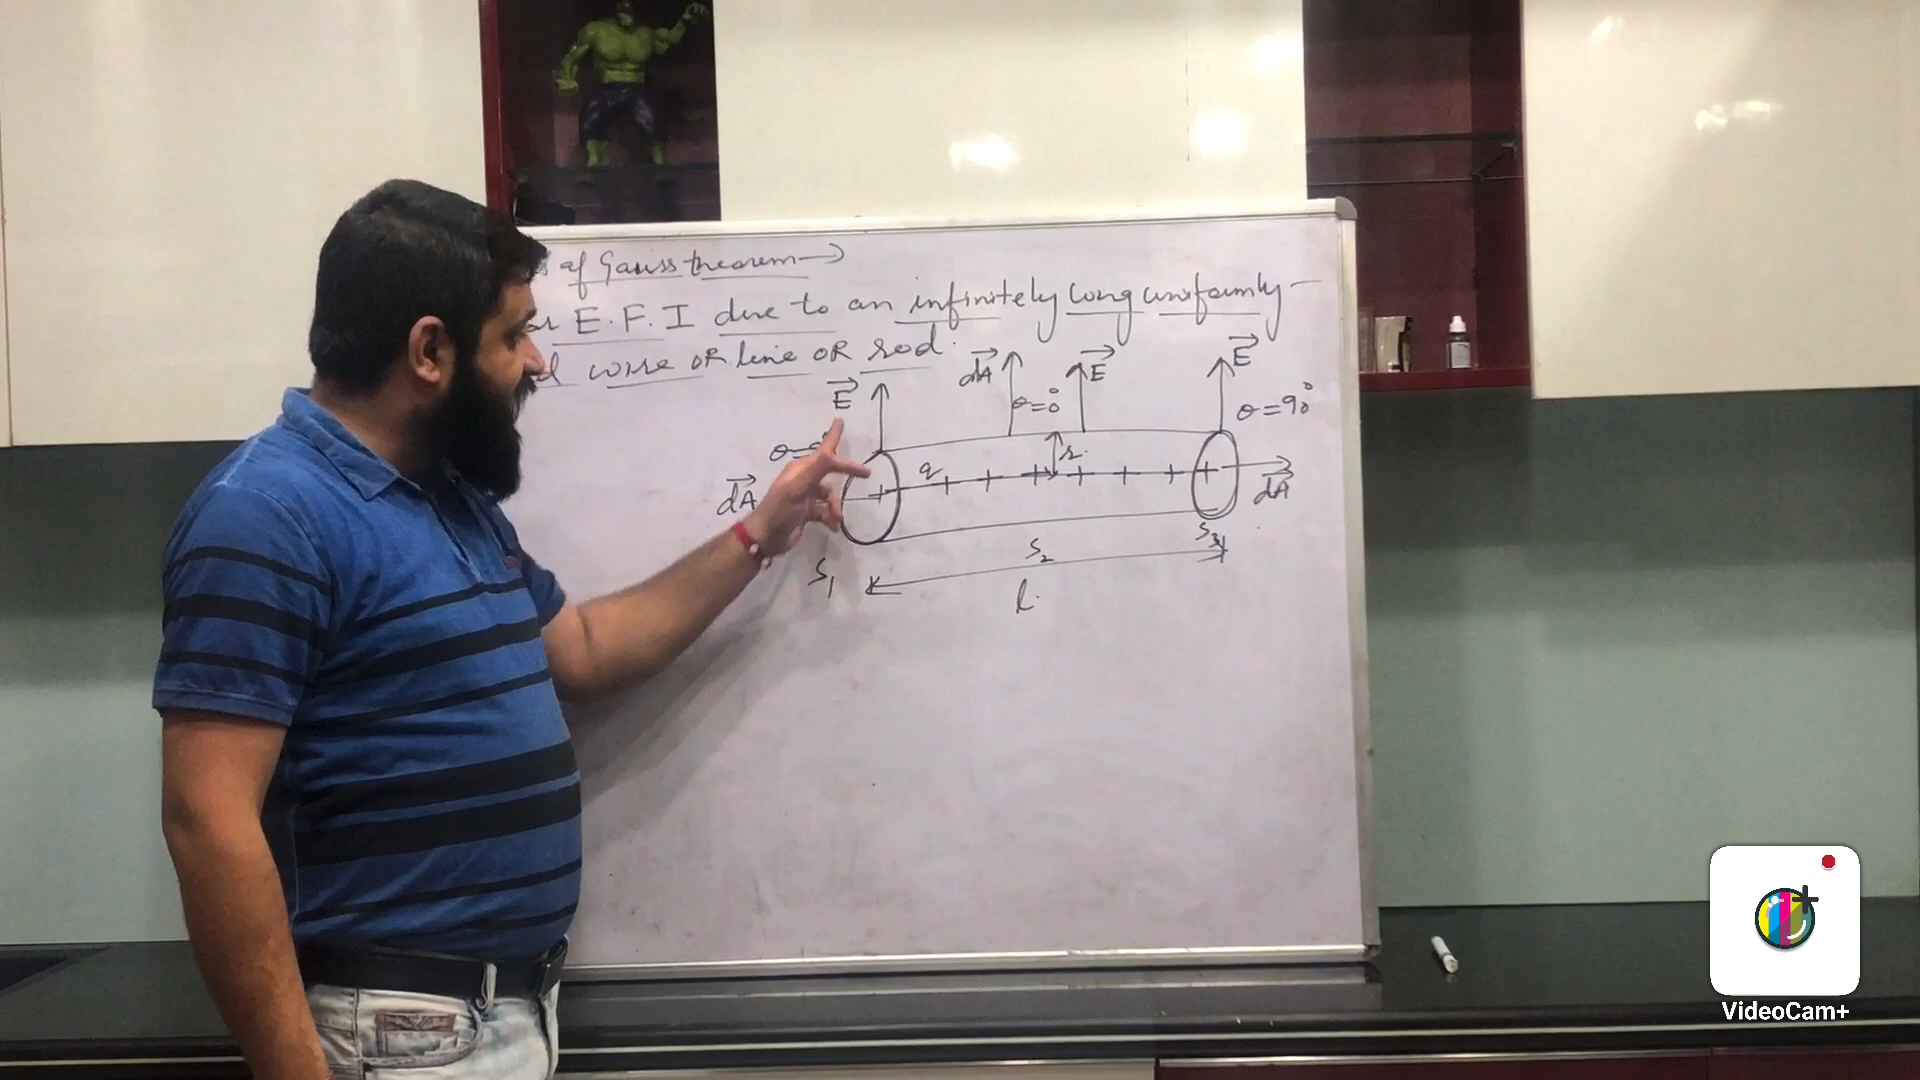 of Gauss theorem →
E.F.I due to an infinitely long uniformly -
wire OR line OR rod.
E
dA
E
E
θ=0°
θ=90°
q
r
dA
dA
S1
S2
S3
l
VideoCam+